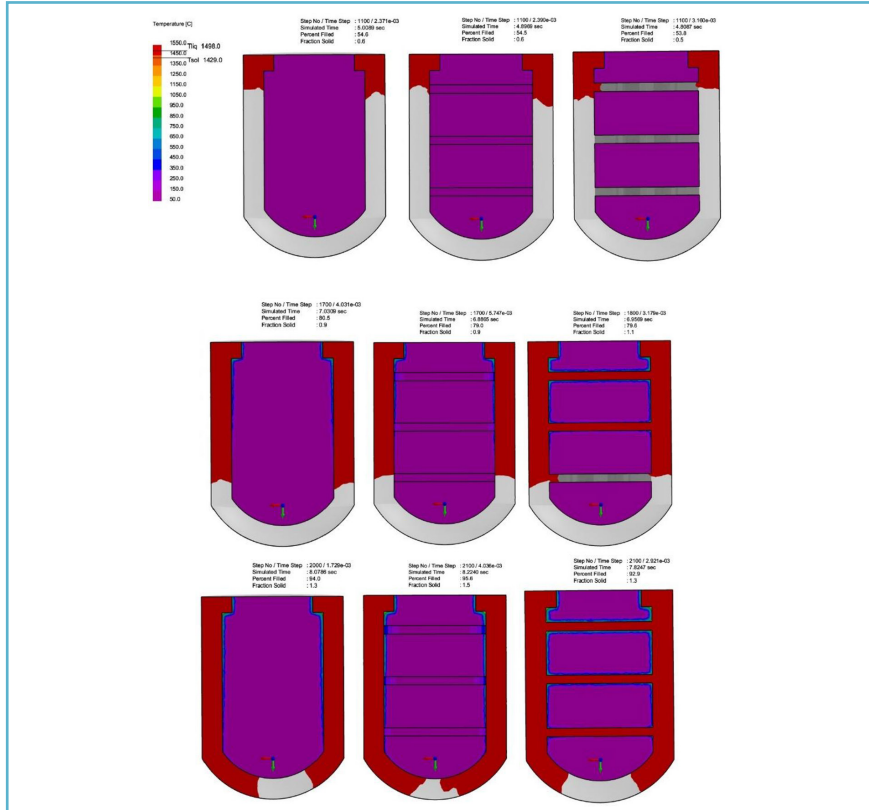 Temperature [C]
1550.0
Tliq 1498.0
1450.0
Tsol 1429.0
1350.0
1250.0
1150.0
1050.0
950.0
850.0
750.0
650.0
550.0
450.0
350.0
250.0
150.0
50.0
Step No / Time Step : 1100 / 2.371e-03
Simulated Time : 5.0088 sec
Percent Filled : 54.6
Fraction Solid : 0.6
Step No / Time Step : 1100 / 2.390e-03
Simulated Time : 4.8969 sec
Percent Filled : 54.5
Fraction Solid : 0.6
Step No / Time Step : 1100 / 3.160e-03
Simulated Time : 4.8087 sec
Percent Filled : 53.8
Fraction Solid : 0.5
Step No / Time Step : 1700 / 4.031e-03
Simulated Time : 7.0309 sec
Percent Filled : 80.5
Fraction Solid : 0.9
Step No / Time Step : 1700 / 5.747e-03
Simulated Time : 6.8865 sec
Percent Filled : 79.0
Fraction Solid : 0.9
Step No / Time Step : 1800 / 3.179e-03
Simulated Time : 6.9569 sec
Percent Filled : 79.6
Fraction Solid : 1.1
Step No / Time Step : 2000 / 1.729e-03
Simulated Time : 8.0786 sec
Percent Filled : 94.0
Fraction Solid : 1.3
Step No / Time Step : 2100 / 4.036e-03
Simulated Time : 8.2240 sec
Percent Filled : 95.6
Fraction Solid : 1.5
Step No / Time Step : 2100 / 2.921e-03
Simulated Time : 7.8247 sec
Percent Filled : 92.9
Fraction Solid : 1.3